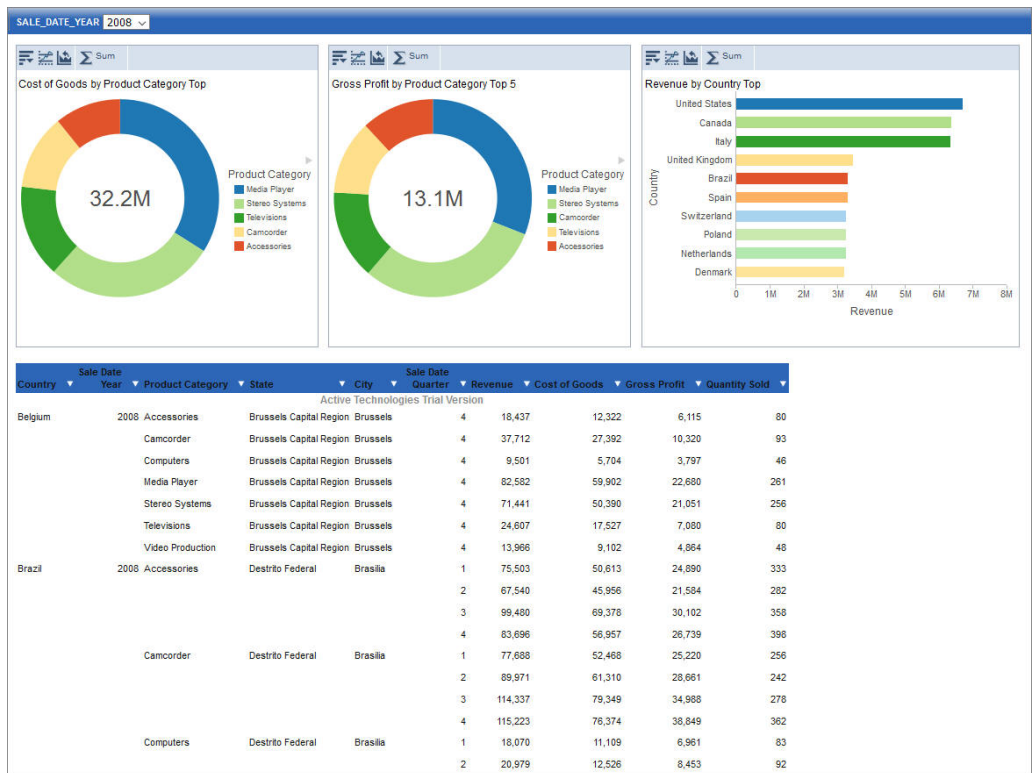 SALE_DATE_YEAR 2008
Sum
Cost of Goods by Product Category Top
32.2M
Product Category
Media Player
Stereo Systems
Televisions
Camcorder
Accessories
Sum
Gross Profit by Product Category Top 5
13.1M
Product Category
Media Player
Stereo Systems
Camcorder
Televisions
Accessories
Sum
Revenue by Country Top
Country
United States
Canada
Italy
United Kingdom
Brazil
Spain
Switzerland
Poland
Netherlands
Denmark
0 1M 2M 3M 4M 5M 6M 7M 8M
Revenue
Sale Date Sale Date
Country Year Product Category State City Quarter Revenue Cost of Goods Gross Profit Quantity Sold
Active Technologies Trial Version
Belgium 2008 Accessories Brussels Capital Region Brussels 4 18,437 12,322 6,115 80
Camcorder Brussels Capital Region Brussels 4 37,712 27,392 10,320 93
Computers Brussels Capital Region Brussels 4 9,501 5,704 3,797 46
Media Player Brussels Capital Region Brussels 4 82,582 59,902 22,680 261
Stereo Systems Brussels Capital Region Brussels 4 71,441 50,390 21,051 256
Televisions Brussels Capital Region Brussels 4 24,607 17,527 7,080 80
Video Production Brussels Capital Region Brussels 4 13,966 9,102 4,864 48
Brazil 2008 Accessories Destrito Federal Brasilia 1 75,503 50,613 24,890 333
2 67,540 45,956 21,584 282
3 99,480 69,378 30,102 358
4 83,696 56,957 26,739 398
Camcorder Destrito Federal Brasilia 1 77,688 52,468 25,220 256
2 89,971 61,310 28,661 242
3 114,337 79,349 34,988 278
4 115,223 76,374 38,849 362
Computers Destrito Federal Brasilia 1 18,070 11,109 6,961 83
2 20,979 12,526 8,453 92